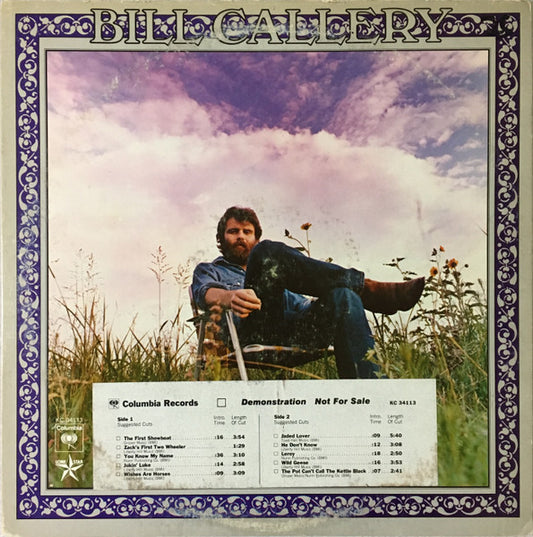 BILL CALLERY
KC 34113
Columbia
Columbia Records Demonstration Not For Sale KC 34113
Side 1 Intro. Length
Suggested Cuts Time Of Cut
The First Showboat :16 3:54
Zack's First Two Wheeler 1:29
You Know My Name :36 3:10
Jukin' Luke :14 2:58
Wishes Are Horses :09 3:09
Side 2 Intro. Length
Suggested Cuts Time Of Cut
Jaded Lover :09 5:40
He Don't Know :12 3:08
Leroy :18 2:50
Wild Geese :16 3:53
The Pot Can't Call The Kettle Black :07 2:41